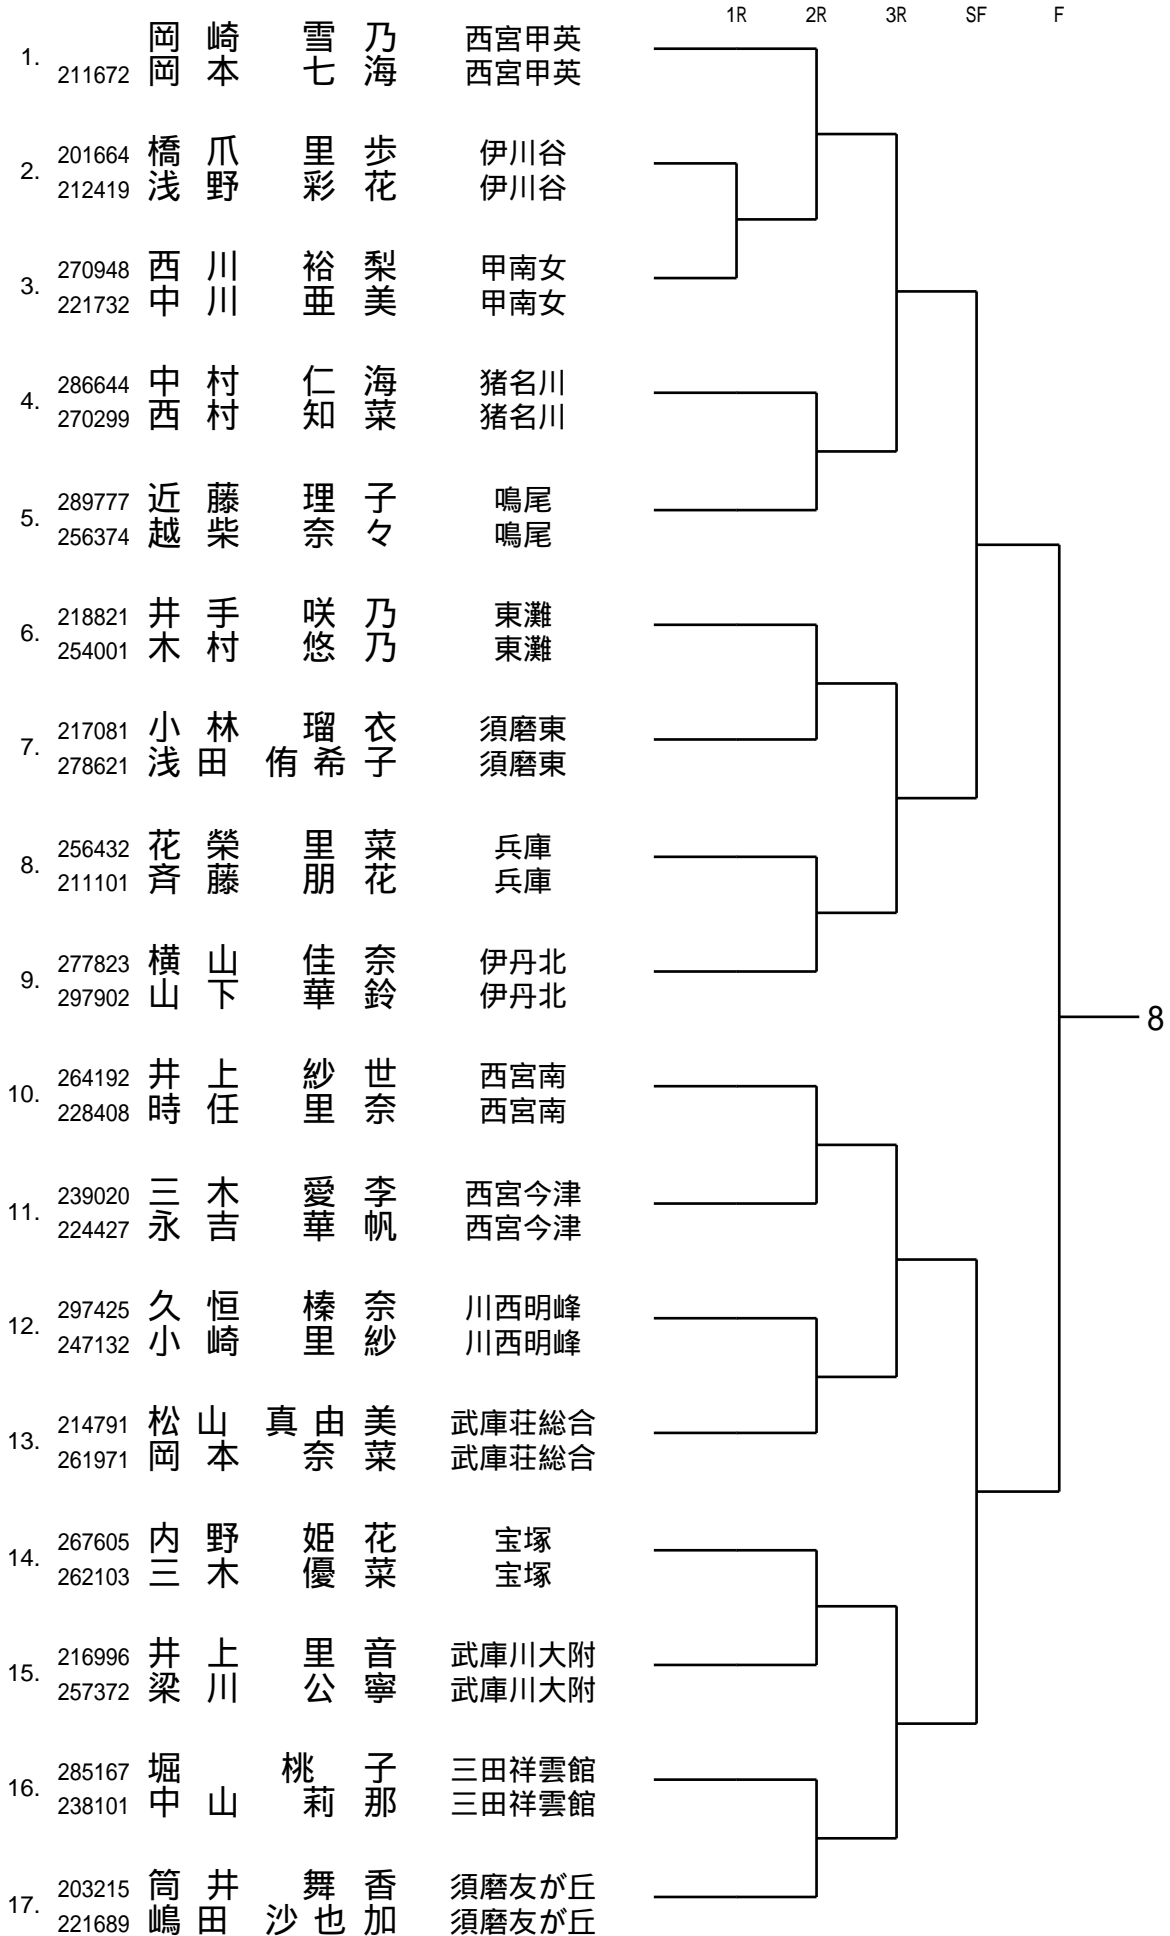 1R 2R 3R SF F
1. 岡崎 雪乃 西宮甲英
211672 岡本 七海 西宮甲英
2. 201664 橋爪 里歩 伊川谷
212419 浅野 彩花 伊川谷
3. 270948 西川 裕梨 甲南女
221732 中川 亜美 甲南女
4. 286644 中村 仁海 猪名川
270299 西村 知菜 猪名川
5. 289777 近藤 理子 鳴尾
256374 越柴 奈々 鳴尾
6. 218821 井手 咲乃 東灘
254001 木村 悠乃 東灘
7. 217081 小林 瑠衣 須磨東
278621 浅田 侑希子 須磨東
8. 256432 花榮 里菜 兵庫
211101 斉藤 朋花 兵庫
9. 277823 横山 佳奈 伊丹北
297902 山下 華鈴 伊丹北
8
10. 264192 井上 紗世 西宮南
228408 時任 里奈 西宮南
11. 239020 三木 愛李 西宮今津
224427 永吉 華帆 西宮今津
12. 297425 久恒 榛奈 川西明峰
247132 小崎 里紗 川西明峰
13. 214791 松山 真由美 武庫荘総合
261971 岡本 奈菜 武庫荘総合
14. 267605 内野 姫花 宝塚
262103 三木 優菜 宝塚
15. 216996 井上 里音 武庫川大附
257372 梁川 公寧 武庫川大附
16. 285167 堀 桃子 三田祥雲館
238101 中山 莉那 三田祥雲館
17. 203215 筒井 舞香 須磨友が丘
221689 嶋田 沙也加 須磨友が丘